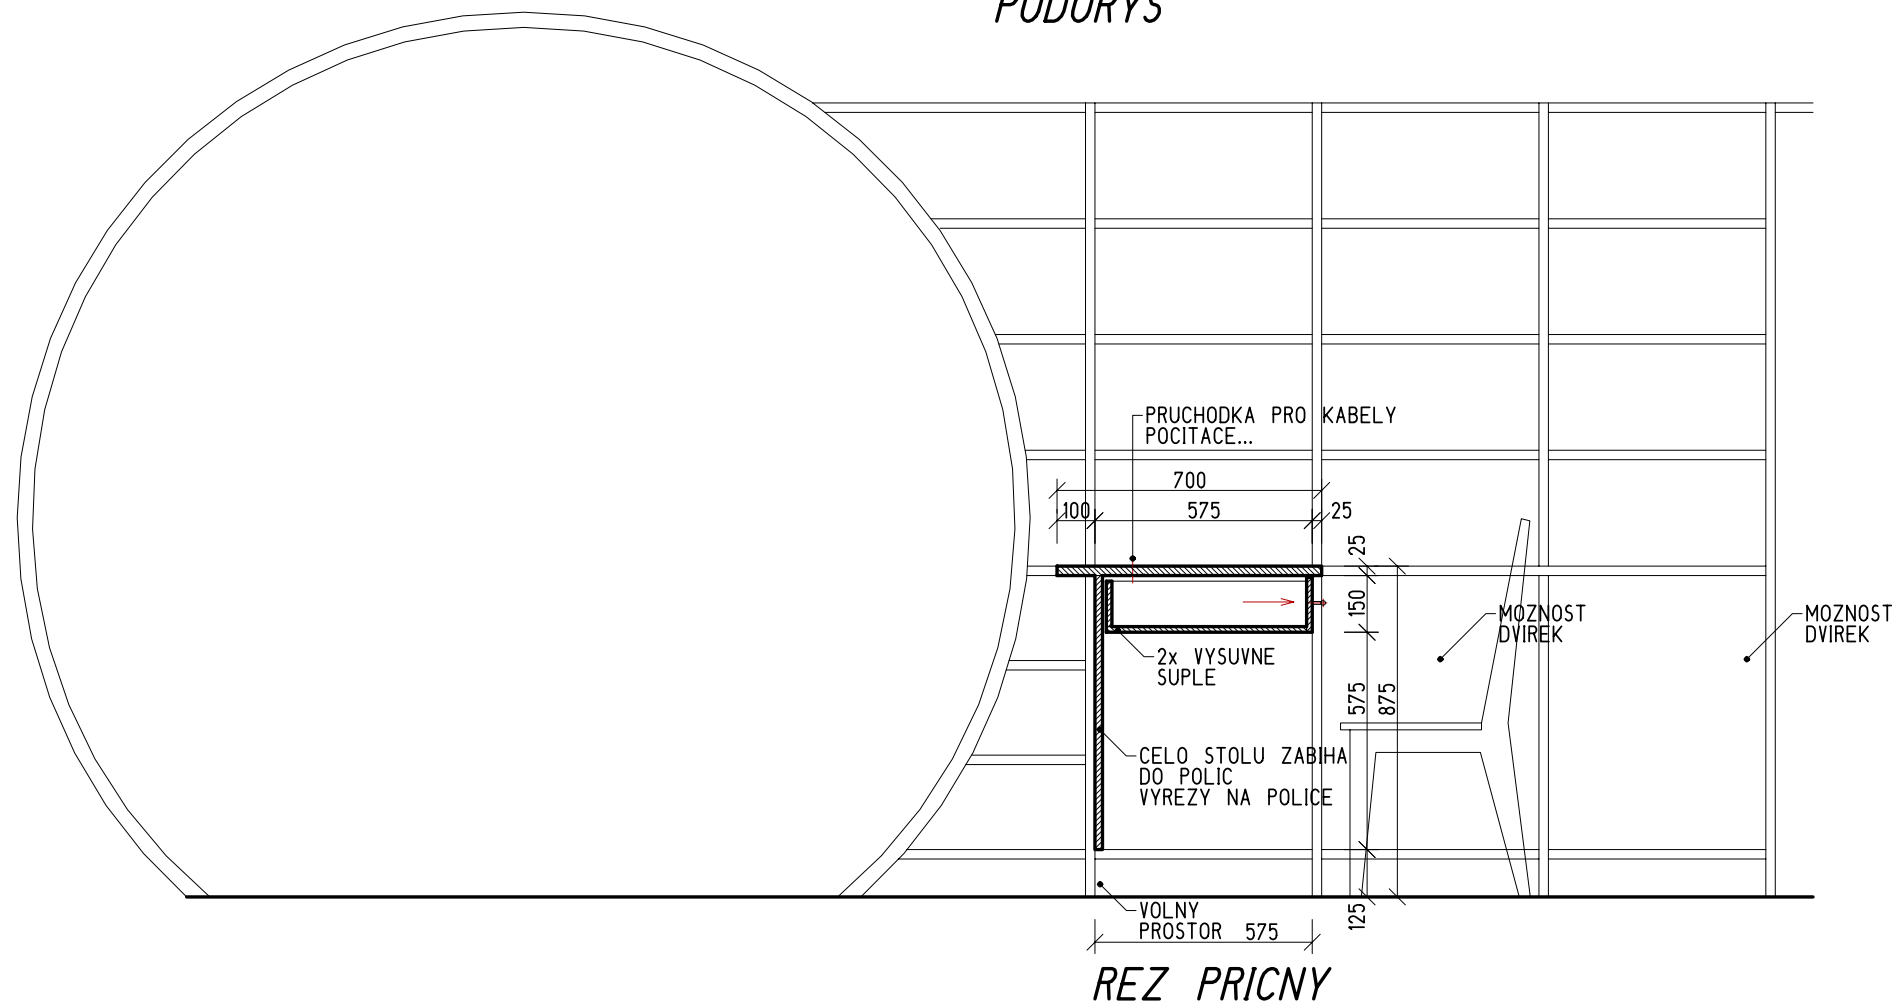 PUDORYS
PRUCHODKA PRO KABELY
POCITACE...
700
100
575
25
25
150
MOZNOST
DVIREK
MOZNOST
DVIREK
2x VYSUVNE
SUPLE
575
875
CELO STOLU ZABIHA
DO POLIC
VYREZY NA POLICE
VOLNY
PROSTOR
575
125
REZ PRICNY